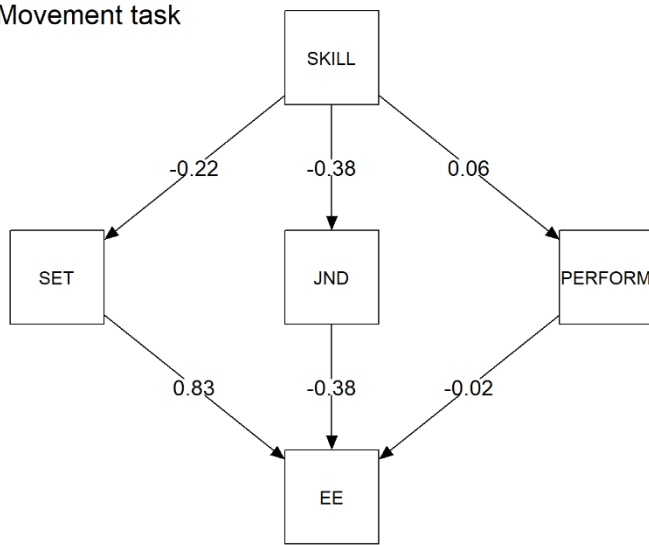 Movement task
SKILL
-0.22
-0.38
0.06
SET
JND
PERFORM
0.83
-0.38
-0.02
EE